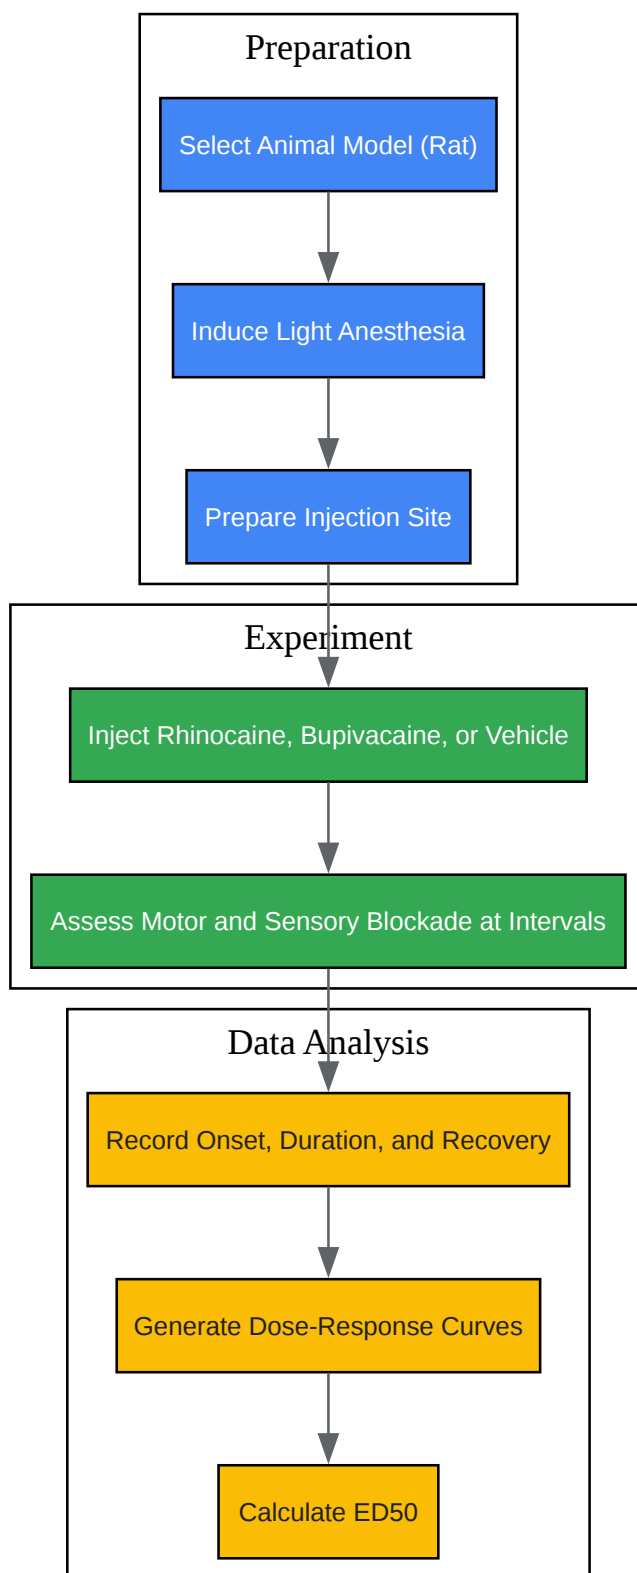 Preparation
Select Animal Model (Rat)
Induce Light Anesthesia
Prepare Injection Site
Experiment
Inject Rhinocaine, Bupivacaine, or Vehicle
Assess Motor and Sensory Blockade at Intervals
Data Analysis
Record Onset, Duration, and Recovery
Generate Dose-Response Curves
Calculate ED50